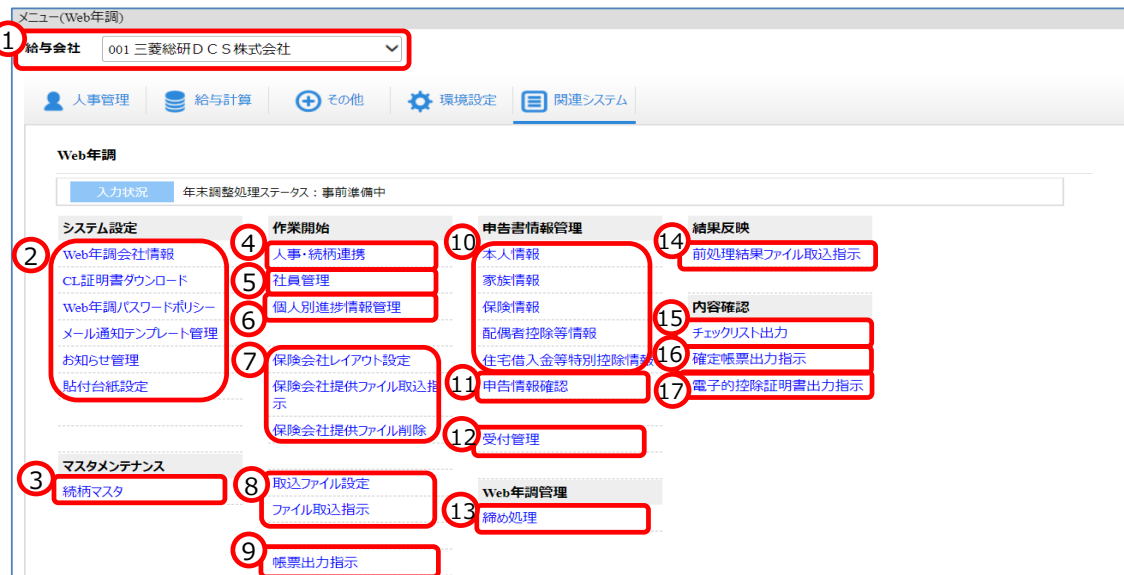 メニュー(Web年調)
1
給与会社 001 三菱総研DCS株式会社
人事管理 給与計算 その他 環境設定 関連システム
Web年調
入力状況 年末調整処理ステータス：事前準備中
システム設定
2
Web年調会社情報
CL証明書ダウンロード
Web年調パスワードポリシー
メール通知テンプレート管理
お知らせ管理
貼付台紙設定
マスタメンテナンス
3
続柄マスタ
作業開始
4
人事・続柄連携
5
社員管理
6
個人別進捗情報管理
7
保険会社レイアウト設定
保険会社提供ファイル取込指
示
保険会社提供ファイル削除
8
取込ファイル設定
ファイル取込指示
9
帳票出力指示
申告書情報管理
10
本人情報
家族情報
保険情報
配偶者控除等情報
住宅借入金等特別控除情報
11
申告情報確認
12
受付管理
Web年調管理
13
締め処理
結果反映
14
前処理結果ファイル取込指示
内容確認
15
チェックリスト出力
16
確定帳票出力指示
17
電子的控除証明書出力指示